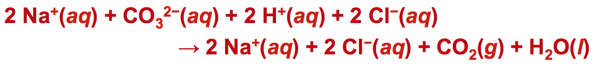 2 Na⁺(aq) + CO₃²⁻(aq) + 2 H⁺(aq) + 2 Cl⁻(aq)
→ 2 Na⁺(aq) + 2 Cl⁻(aq) + CO₂(g) + H₂O(l)